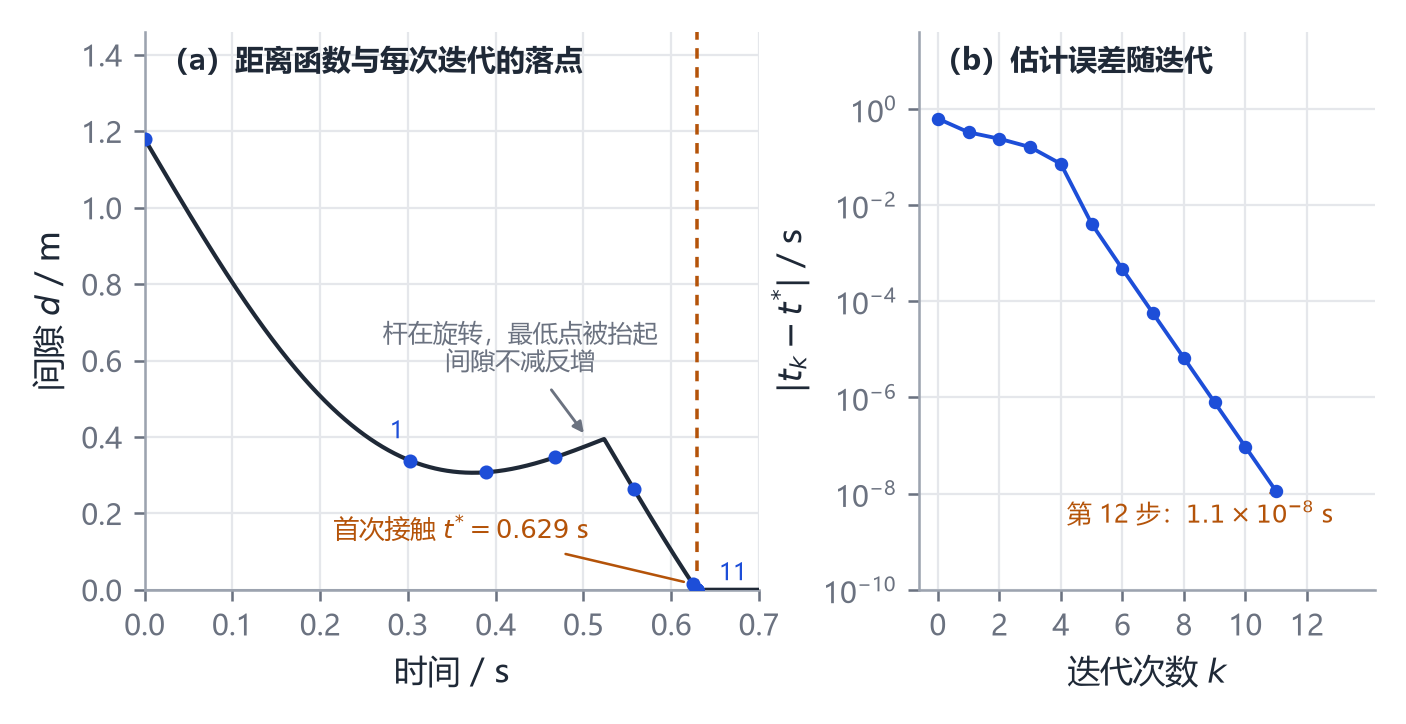 (a) 距离函数与每次迭代的落点
1.4
1.2
1.0
0.8
0.6
0.4
0.2
0.0
间隙 d / m
杆在旋转，最低点被抬起
间隙不减反增
1
首次接触 t* = 0.629 s
11
0.0 0.1 0.2 0.3 0.4 0.5 0.6 0.7
时间 / s
(b) 估计误差随迭代
10⁰
10⁻²
10⁻⁴
10⁻⁶
10⁻⁸
10⁻¹⁰
|tₖ − t*| / s
第 12 步：1.1 × 10⁻⁸ s
0 2 4 6 8 10 12
迭代次数 k